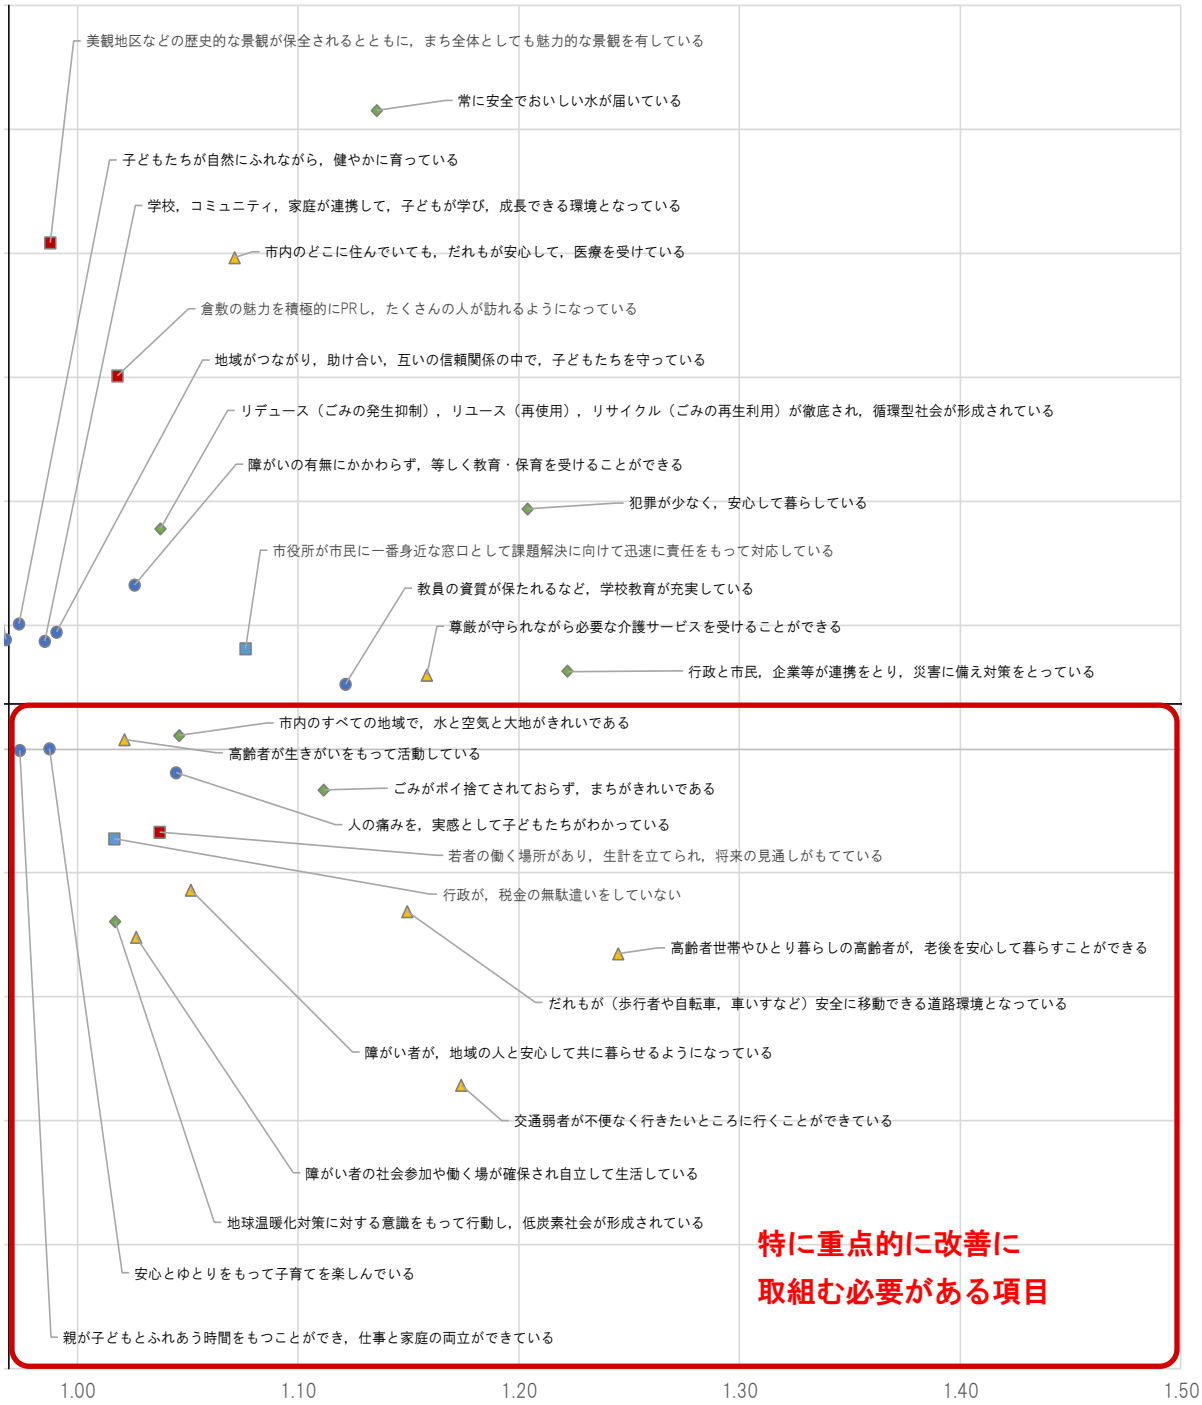 美観地区などの歴史的な景観が保全されるとともに，まち全体としても魅力的な景観を有している
常に安全でおいしい水が届いている
子どもたちが自然にふれながら，健やかに育っている
学校，コミュニティ，家庭が連携して，子どもが学び，成長できる環境となっている
市内のどこに住んでいても，だれもが安心して，医療を受けている
倉敷の魅力を積極的にPRし，たくさんの人が訪れるようになっている
地域がつながり，助け合い，互いの信頼関係の中で，子どもたちを守っている
リデュース（ごみの発生抑制），リユース（再使用），リサイクル（ごみの再生利用）が徹底され，循環型社会が形成されている
障がいの有無にかかわらず，等しく教育・保育を受けることができる
犯罪が少なく，安心して暮らしている
市役所が市民に一番身近な窓口として課題解決に向けて迅速に責任をもって対応している
教員の資質が保たれるなど，学校教育が充実している
尊厳が守られながら必要な介護サービスを受けることができる
行政と市民，企業等が連携をとり，災害に備え対策をとっている
市内のすべての地域で，水と空気と大地がきれいである
高齢者が生きがいをもって活動している
ごみがポイ捨てされておらず，まちがきれいである
人の痛みを，実感として子どもたちがわかっている
若者の働く場所があり，生計を立てられ，将来の見通しがもてている
行政が，税金の無駄遣いをしていない
高齢者世帯やひとり暮らしの高齢者が，老後を安心して暮らすことができる
だれもが（歩行者や自転車，車いすなど）安全に移動できる道路環境となっている
障がい者が，地域の人と安心して共に暮らせるようになっている
交通弱者が不便なく行きたいところに行くことができている
障がい者の社会参加や働く場が確保され自立して生活している
地球温暖化対策に対する意識をもって行動し，低炭素社会が形成されている
特に重点的に改善に
取組む必要がある項目
安心とゆとりをもって子育てを楽しんでいる
親が子どもとふれあう時間をもつことができ，仕事と家庭の両立ができている
1.00 1.10 1.20 1.30 1.40 1.50